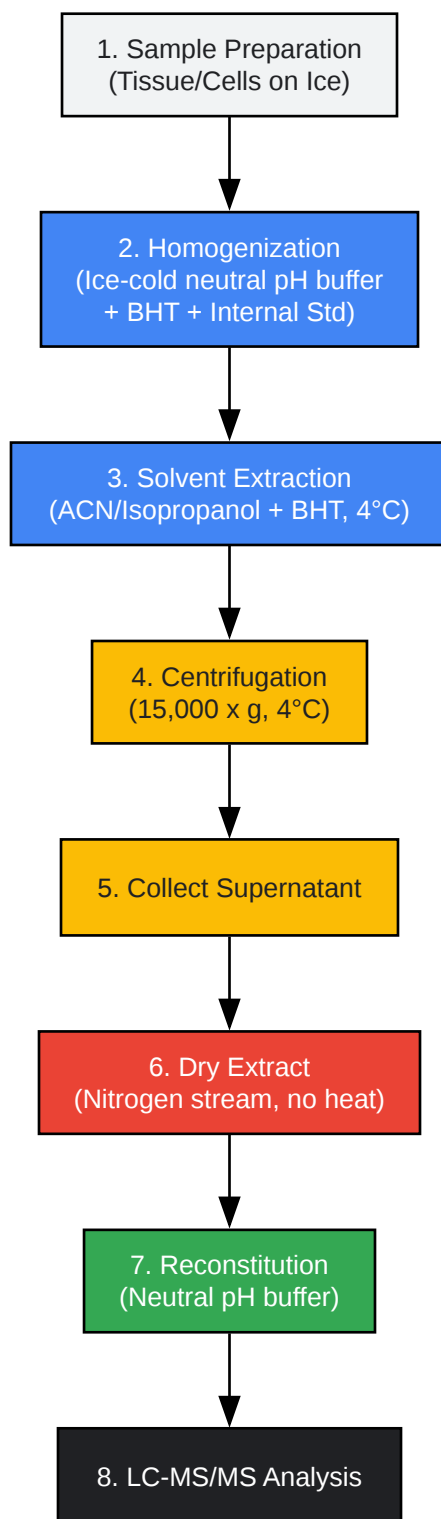 1. Sample Preparation
(Tissue/Cells on Ice)
2. Homogenization
(Ice-cold neutral pH buffer
+ BHT + Internal Std)
3. Solvent Extraction
(ACN/Isopropanol + BHT, 4°C)
4. Centrifugation
(15,000 x g, 4°C)
5. Collect Supernatant
6. Dry Extract
(Nitrogen stream, no heat)
7. Reconstitution
(Neutral pH buffer)
8. LC-MS/MS Analysis